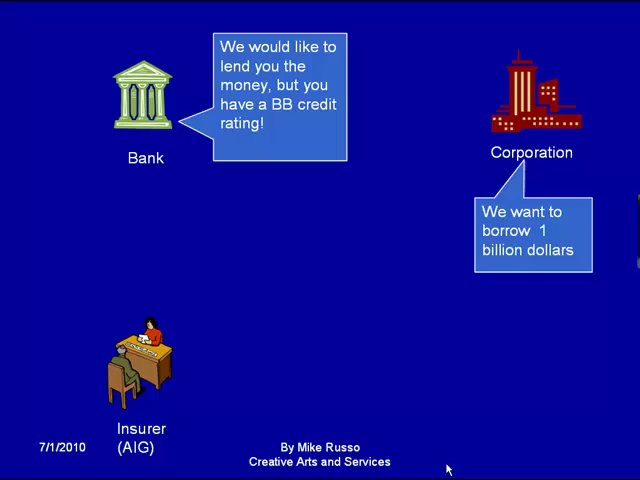 We would like to
lend you the
money, but you
have a BB credit
rating!
Bank
Corporation
We want to
borrow 1
billion dollars
Insurer
(AIG)
7/1/2010
By Mike Russo
Creative Arts and Services